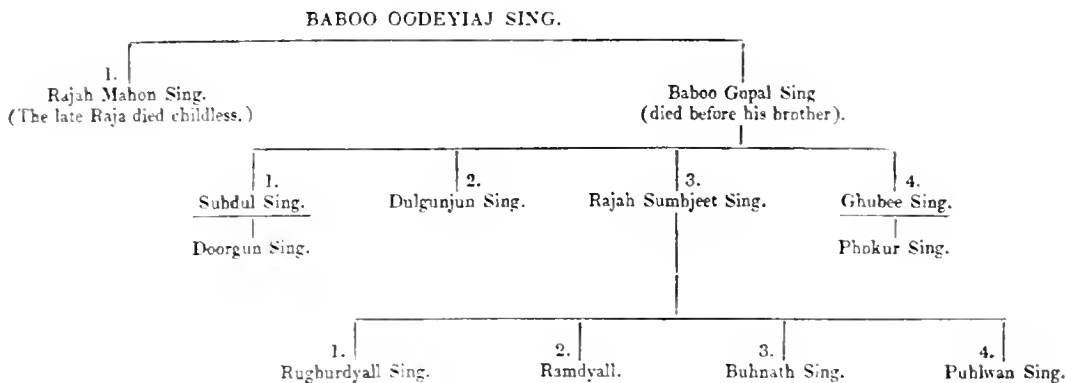 BABOO OGDEYIAJ SING.
1.
Rajah Mahon Sing.
(The late Raja died childless.)
Baboo Gopal Sing
(died before his brother).
1. 2. 3. 4.
Subdul Sing. Dulgunjun Sing. Rajah Sumbjeet Sing. Ghubee Sing.
Doorgun Sing. Phokur Sing.
1. 2. 3. 4.
Rugburdyall Sing. Ramdyall. Buhnath Sing. Puhlwan Sing.